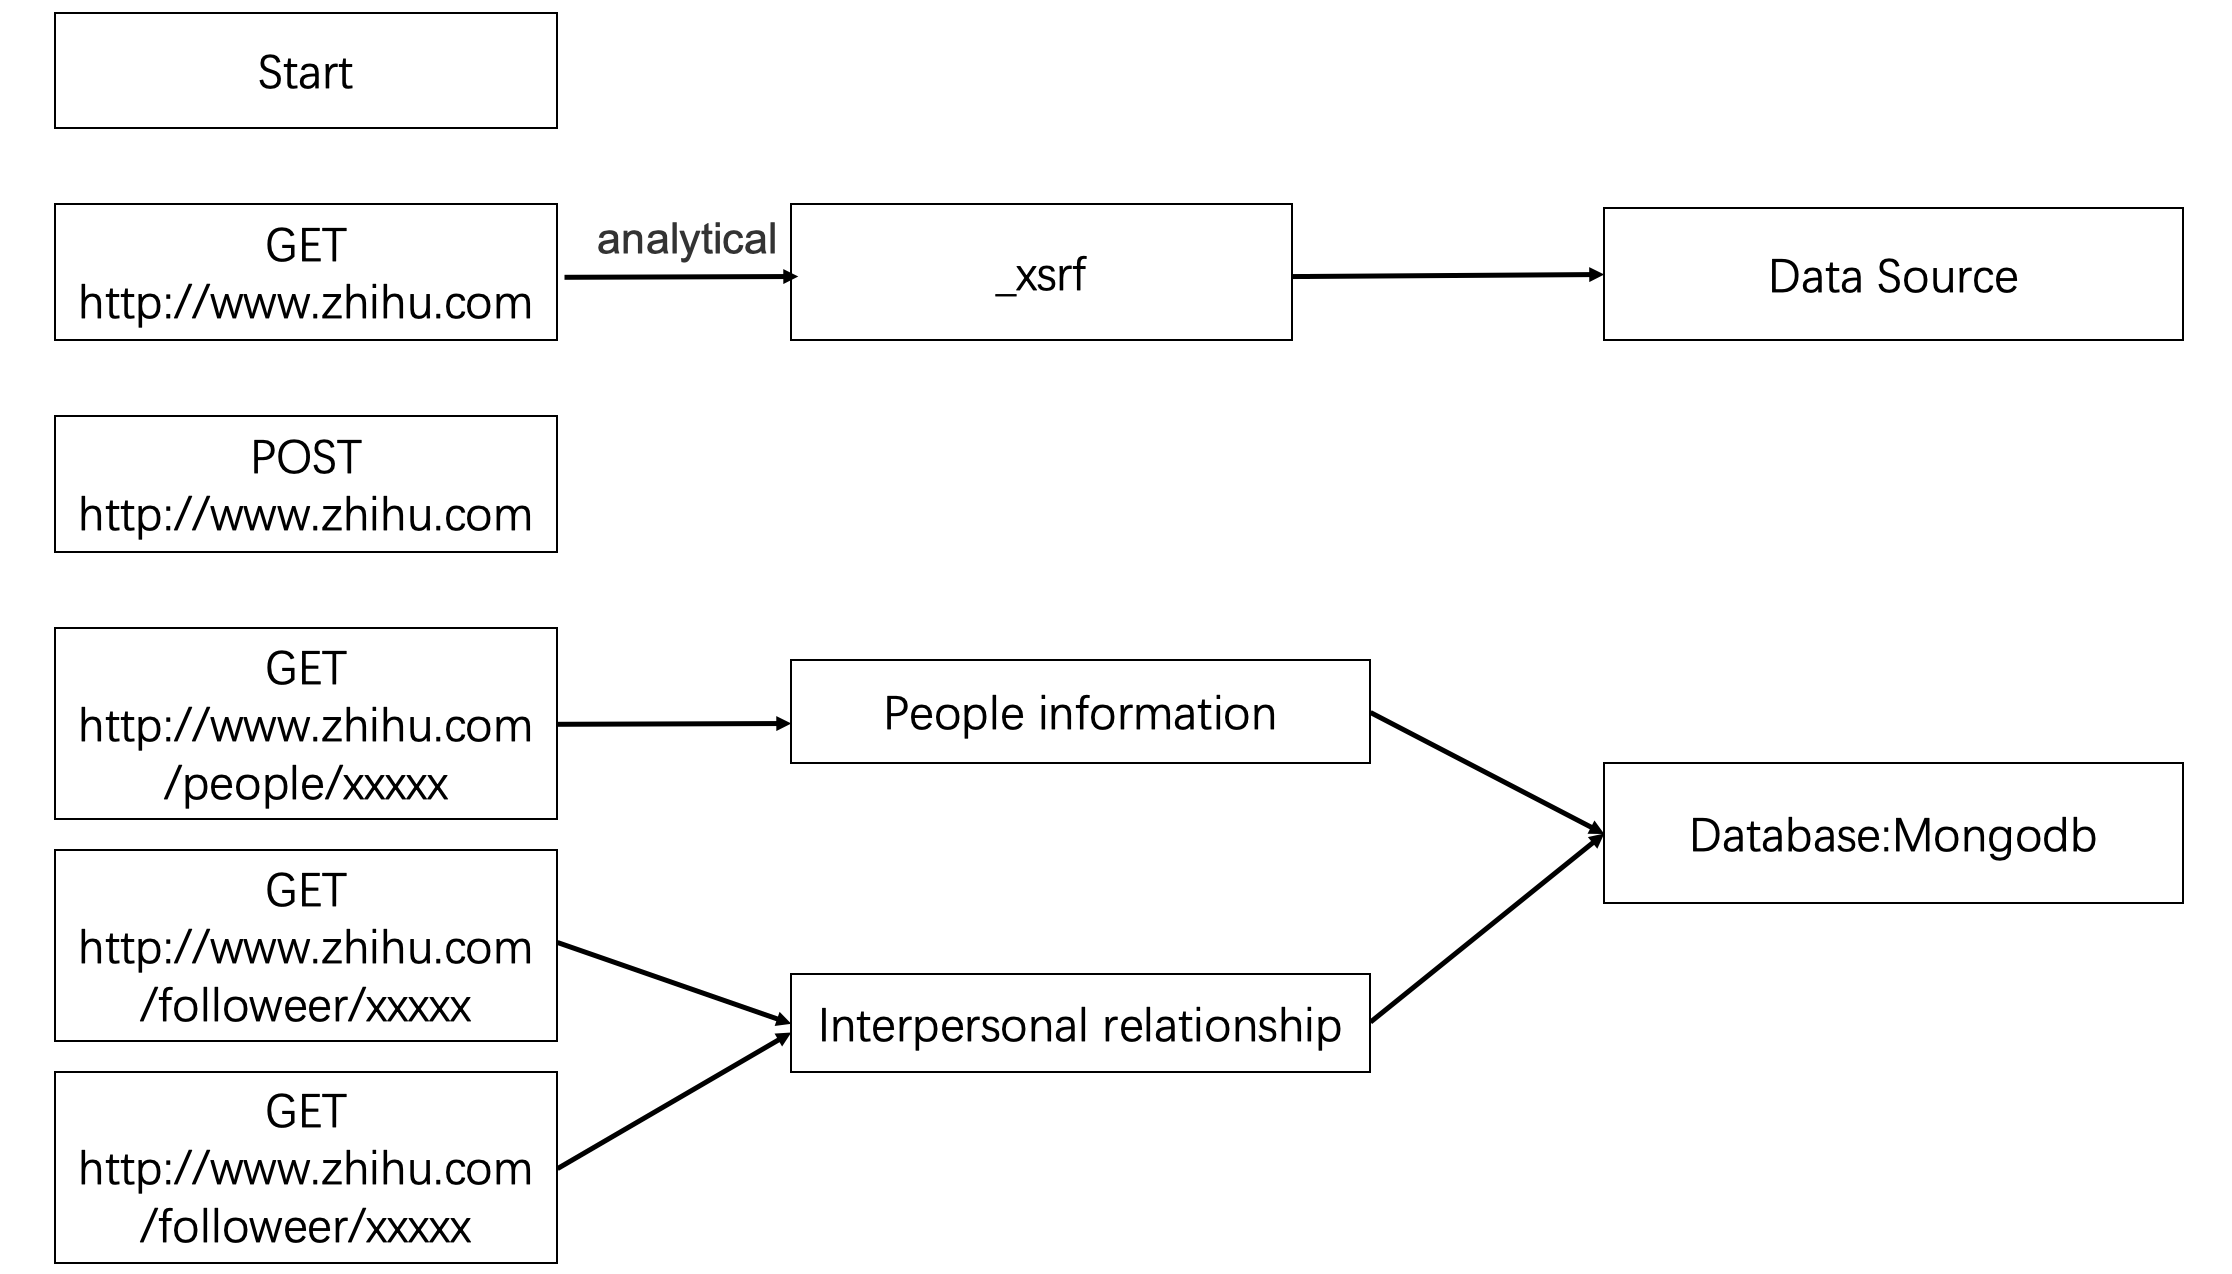 Start
GET
http://www.zhihu.com
analytical
_xsrf
Data Source
POST
http://www.zhihu.com
GET
http://www.zhihu.com
/people/xxxxx
People information
Database:Mongodb
GET
http://www.zhihu.com
/followeer/xxxxx
Interpersonal relationship
GET
http://www.zhihu.com
/followeer/xxxxx